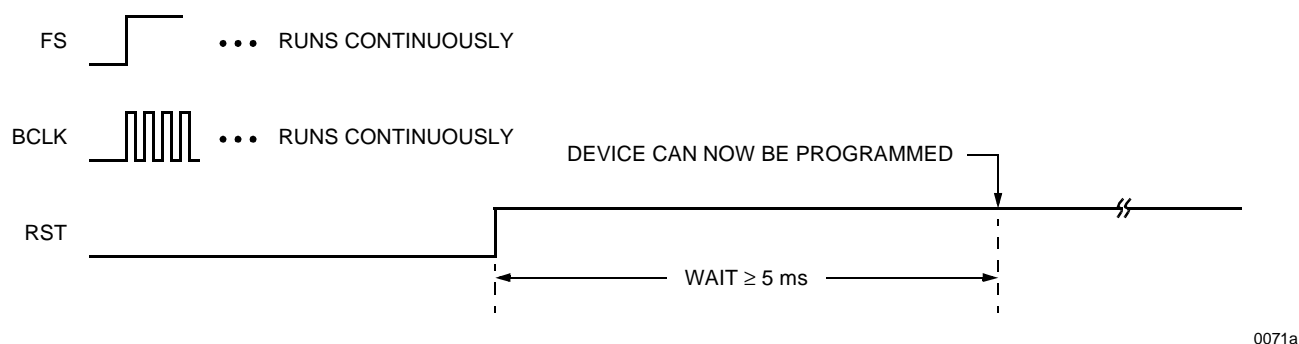 FS
••• RUNS CONTINUOUSLY
BCLK
••• RUNS CONTINUOUSLY
DEVICE CAN NOW BE PROGRAMMED
RST
WAIT ≥ 5 ms
0071a